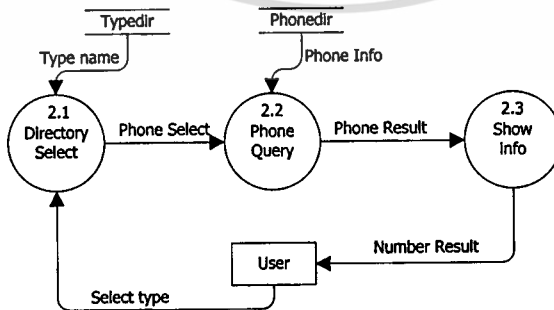 Typedir
Phonedir
Type name
Phone Info
2.1
Directory
Select
Phone Select
2.2
Phone
Query
Phone Result
2.3
Show
info
User
Number Result
Select type